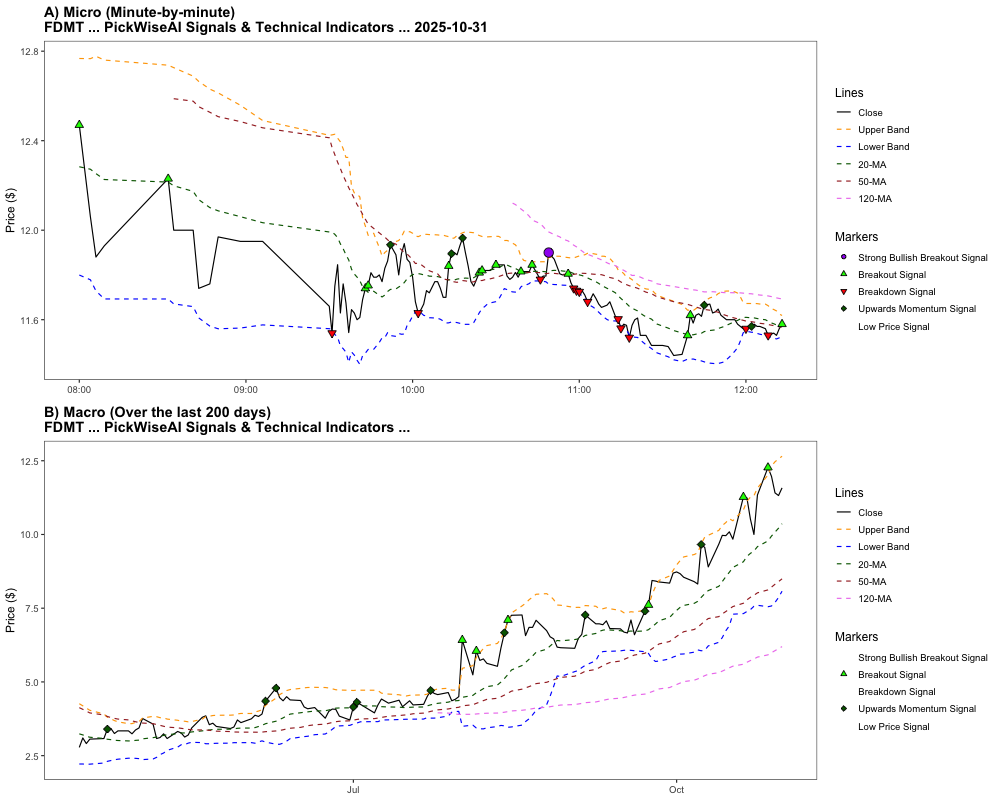 A) Micro (Minute-by-minute)
FDMT ... PickWiseAI Signals & Technical Indicators ... 2025-10-31
Price ($)
12.8
12.4
12.0
11.6
08:00
09:00
10:00
11:00
12:00
Lines
Close
Upper Band
Lower Band
20-MA
50-MA
120-MA
Markers
Strong Bullish Breakout Signal
Breakout Signal
Breakdown Signal
Upwards Momentum Signal
Low Price Signal
B) Macro (Over the last 200 days)
FDMT ... PickWiseAI Signals & Technical Indicators ...
Price ($)
12.5
10.0
7.5
5.0
2.5
Jul
Oct
Lines
Close
Upper Band
Lower Band
20-MA
50-MA
120-MA
Markers
Strong Bullish Breakout Signal
Breakout Signal
Breakdown Signal
Upwards Momentum Signal
Low Price Signal